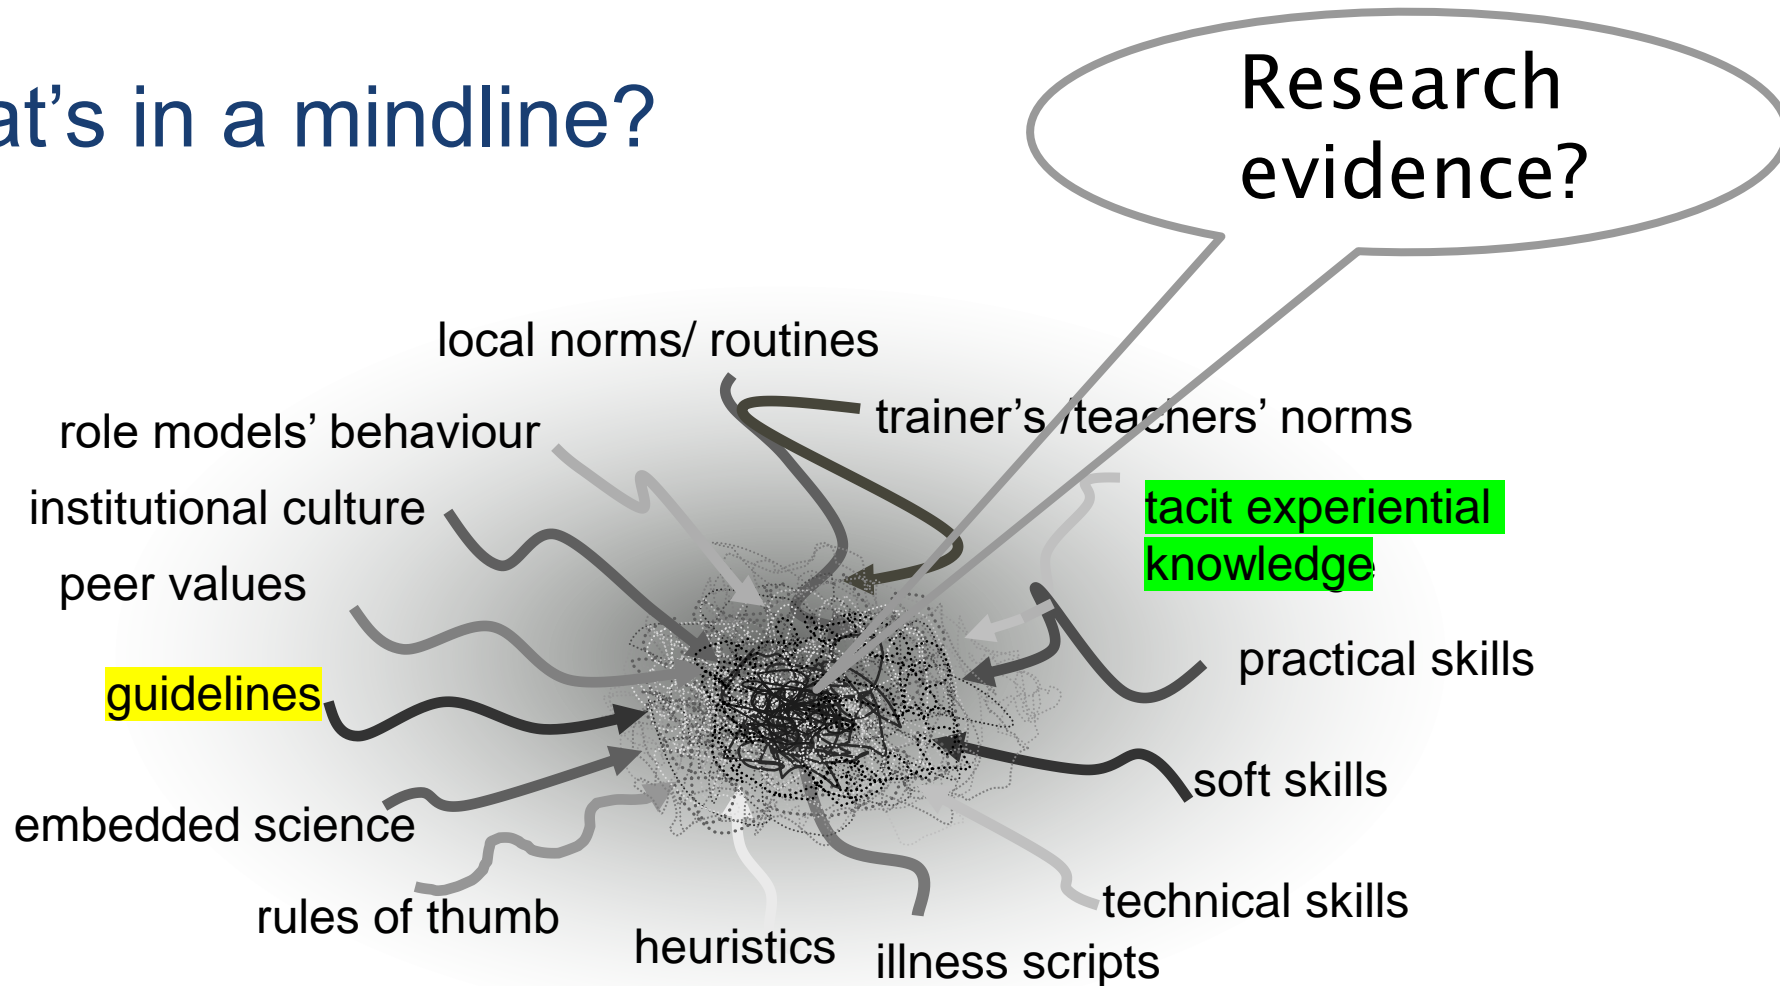 at's in a mindline?
Research
evidence?
local norms/ routines
trainer's /teachers' norms
role models' behaviour
institutional culture
tacit experiential
knowledge
peer values
practical skills
guidelines
soft skills
embedded science
technical skills
rules of thumb
heuristics
illness scripts